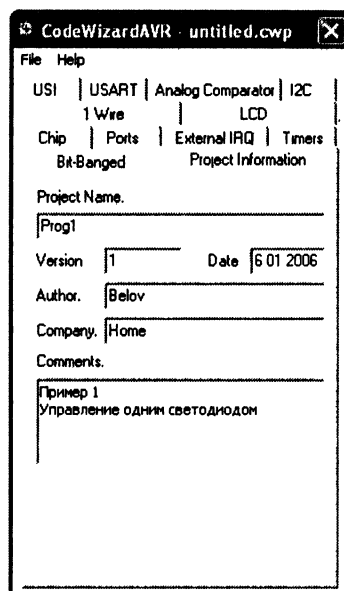 CodeWizardAVR - untitled.cwp
File Help
USI USART Analog Comparator I2C
1 Wire LCD
Chip Ports External IRQ Timers
Bit-Banged Project Information
Project Name.
Prog1
Version 1 Date 6 01 2006
Author. Belov
Company. Home
Comments.
Пример 1
Управление одним светодиодом